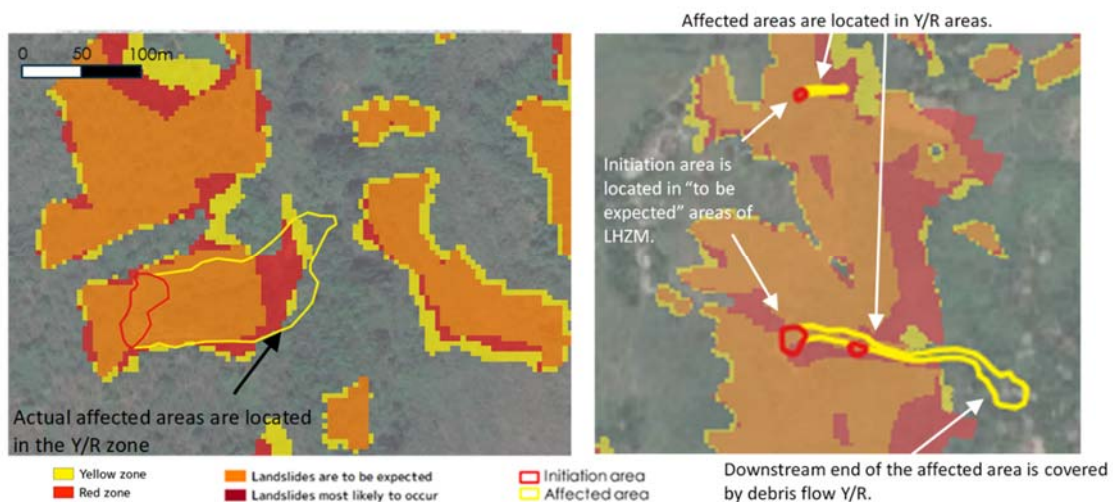 Affected areas are located in Y/R areas.
0 50 100m
Initiation area is
located in “to be
expected” areas of
LHZM.
Actual affected areas are located
in the Y/R zone
Yellow zone
Red zone
Landslides are to be expected
Landslides most likely to occur
Initiation area
Affected area
Downstream end of the affected area is covered
by debris flow Y/R.